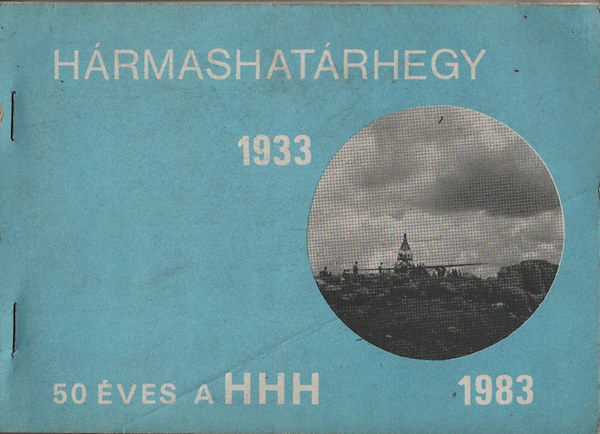 HÁRMASHATÁRHEGY
1933
50 ÉVES A HHH
1983